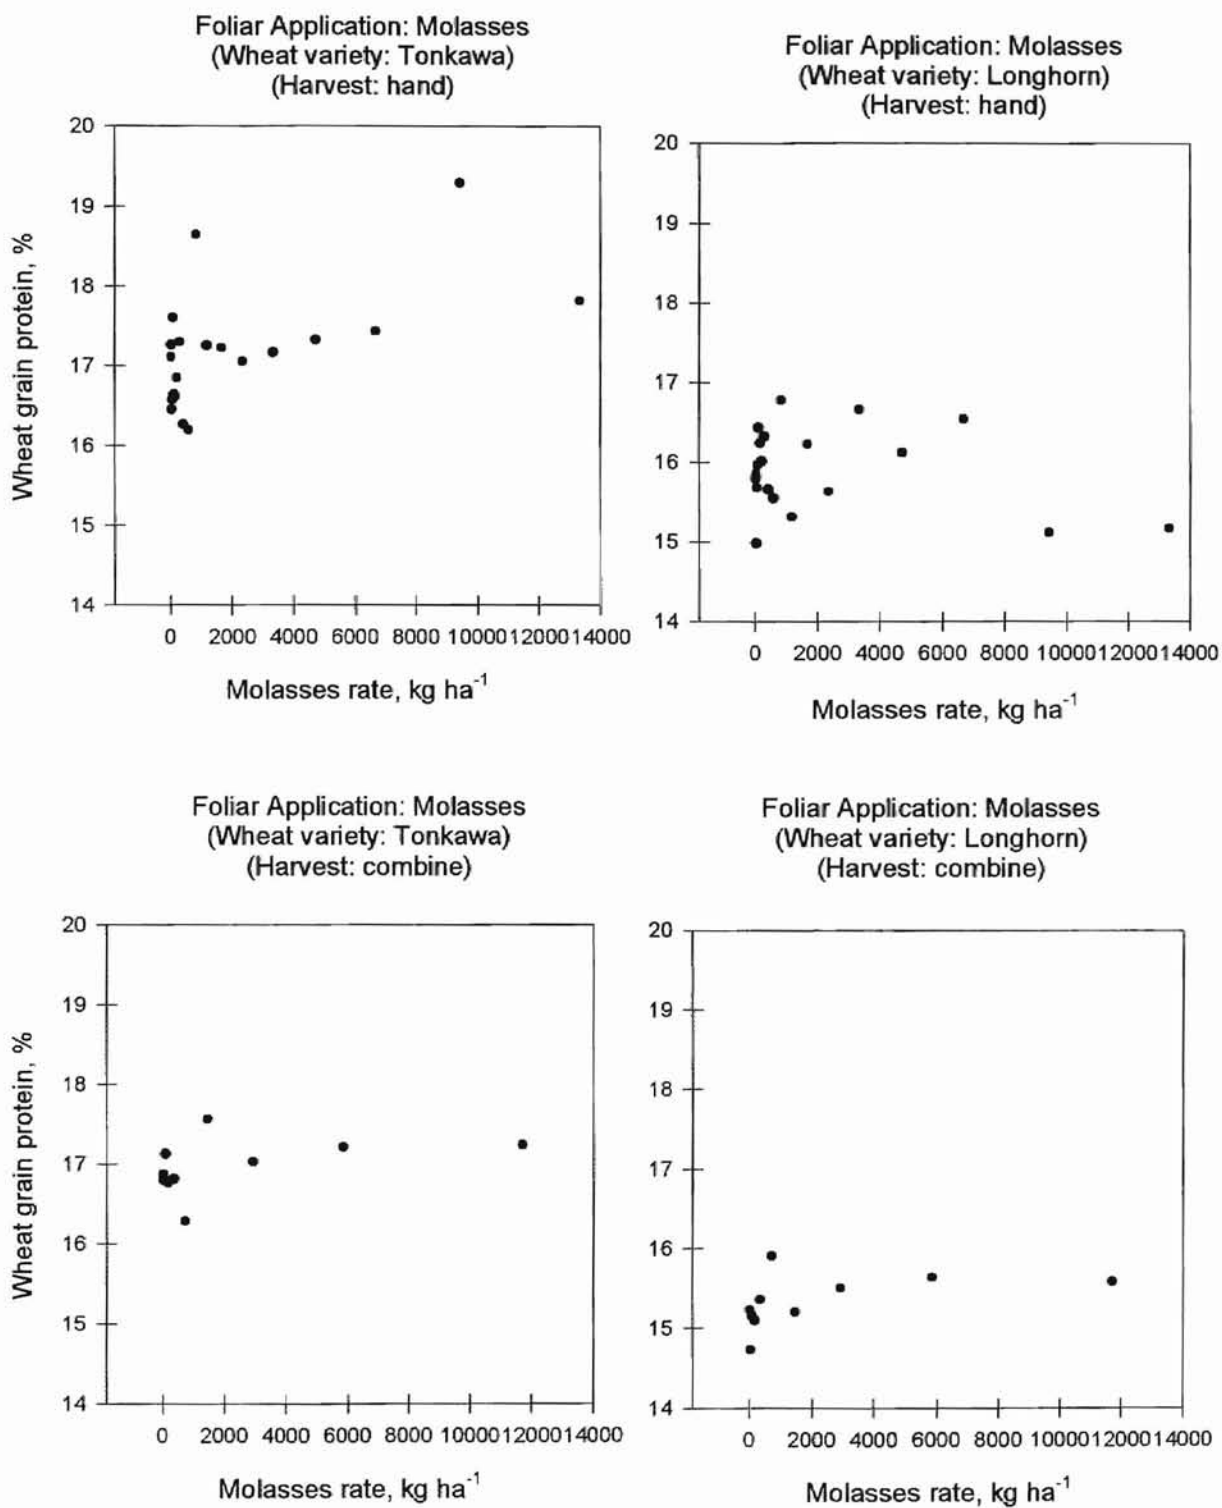 Foliar Application: Molasses
(Wheat variety: Tonkawa)
(Harvest: hand)
20
19
18
17
16
15
14
Wheat grain protein, %
0 2000 4000 6000 8000 10000 12000 14000
Molasses rate, kg ha-1
Foliar Application: Molasses
(Wheat variety: Longhorn)
(Harvest: hand)
20
19
18
17
16
15
14
0 2000 4000 6000 8000 10000 12000 14000
Molasses rate, kg ha-1
Foliar Application: Molasses
(Wheat variety: Tonkawa)
(Harvest: combine)
20
19
18
17
16
15
14
Wheat grain protein, %
0 2000 4000 6000 8000 10000 12000 14000
Molasses rate, kg ha-1
Foliar Application: Molasses
(Wheat variety: Longhorn)
(Harvest: combine)
20
19
18
17
16
15
14
0 2000 4000 6000 8000 10000 12000 14000
Molasses rate, kg ha-1